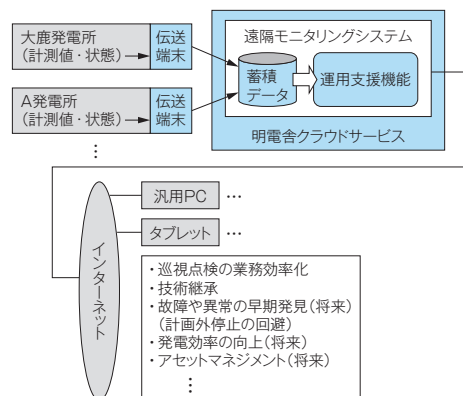 大鹿発電所
(計測値・状態)
伝送
端末
A発電所
(計測値・状態)
伝送
端末
⋮
遠隔モニタリングシステム
蓄積
データ
運用支援機能
明電舎クラウドサービス
インターネット
汎用PC …
タブレット …
・巡視点検の業務効率化
・技術継承
・故障や異常の早期発見(将来)
(計画外停止の回避)
・発電効率の向上(将来)
・アセットマネジメント(将来)
⋮